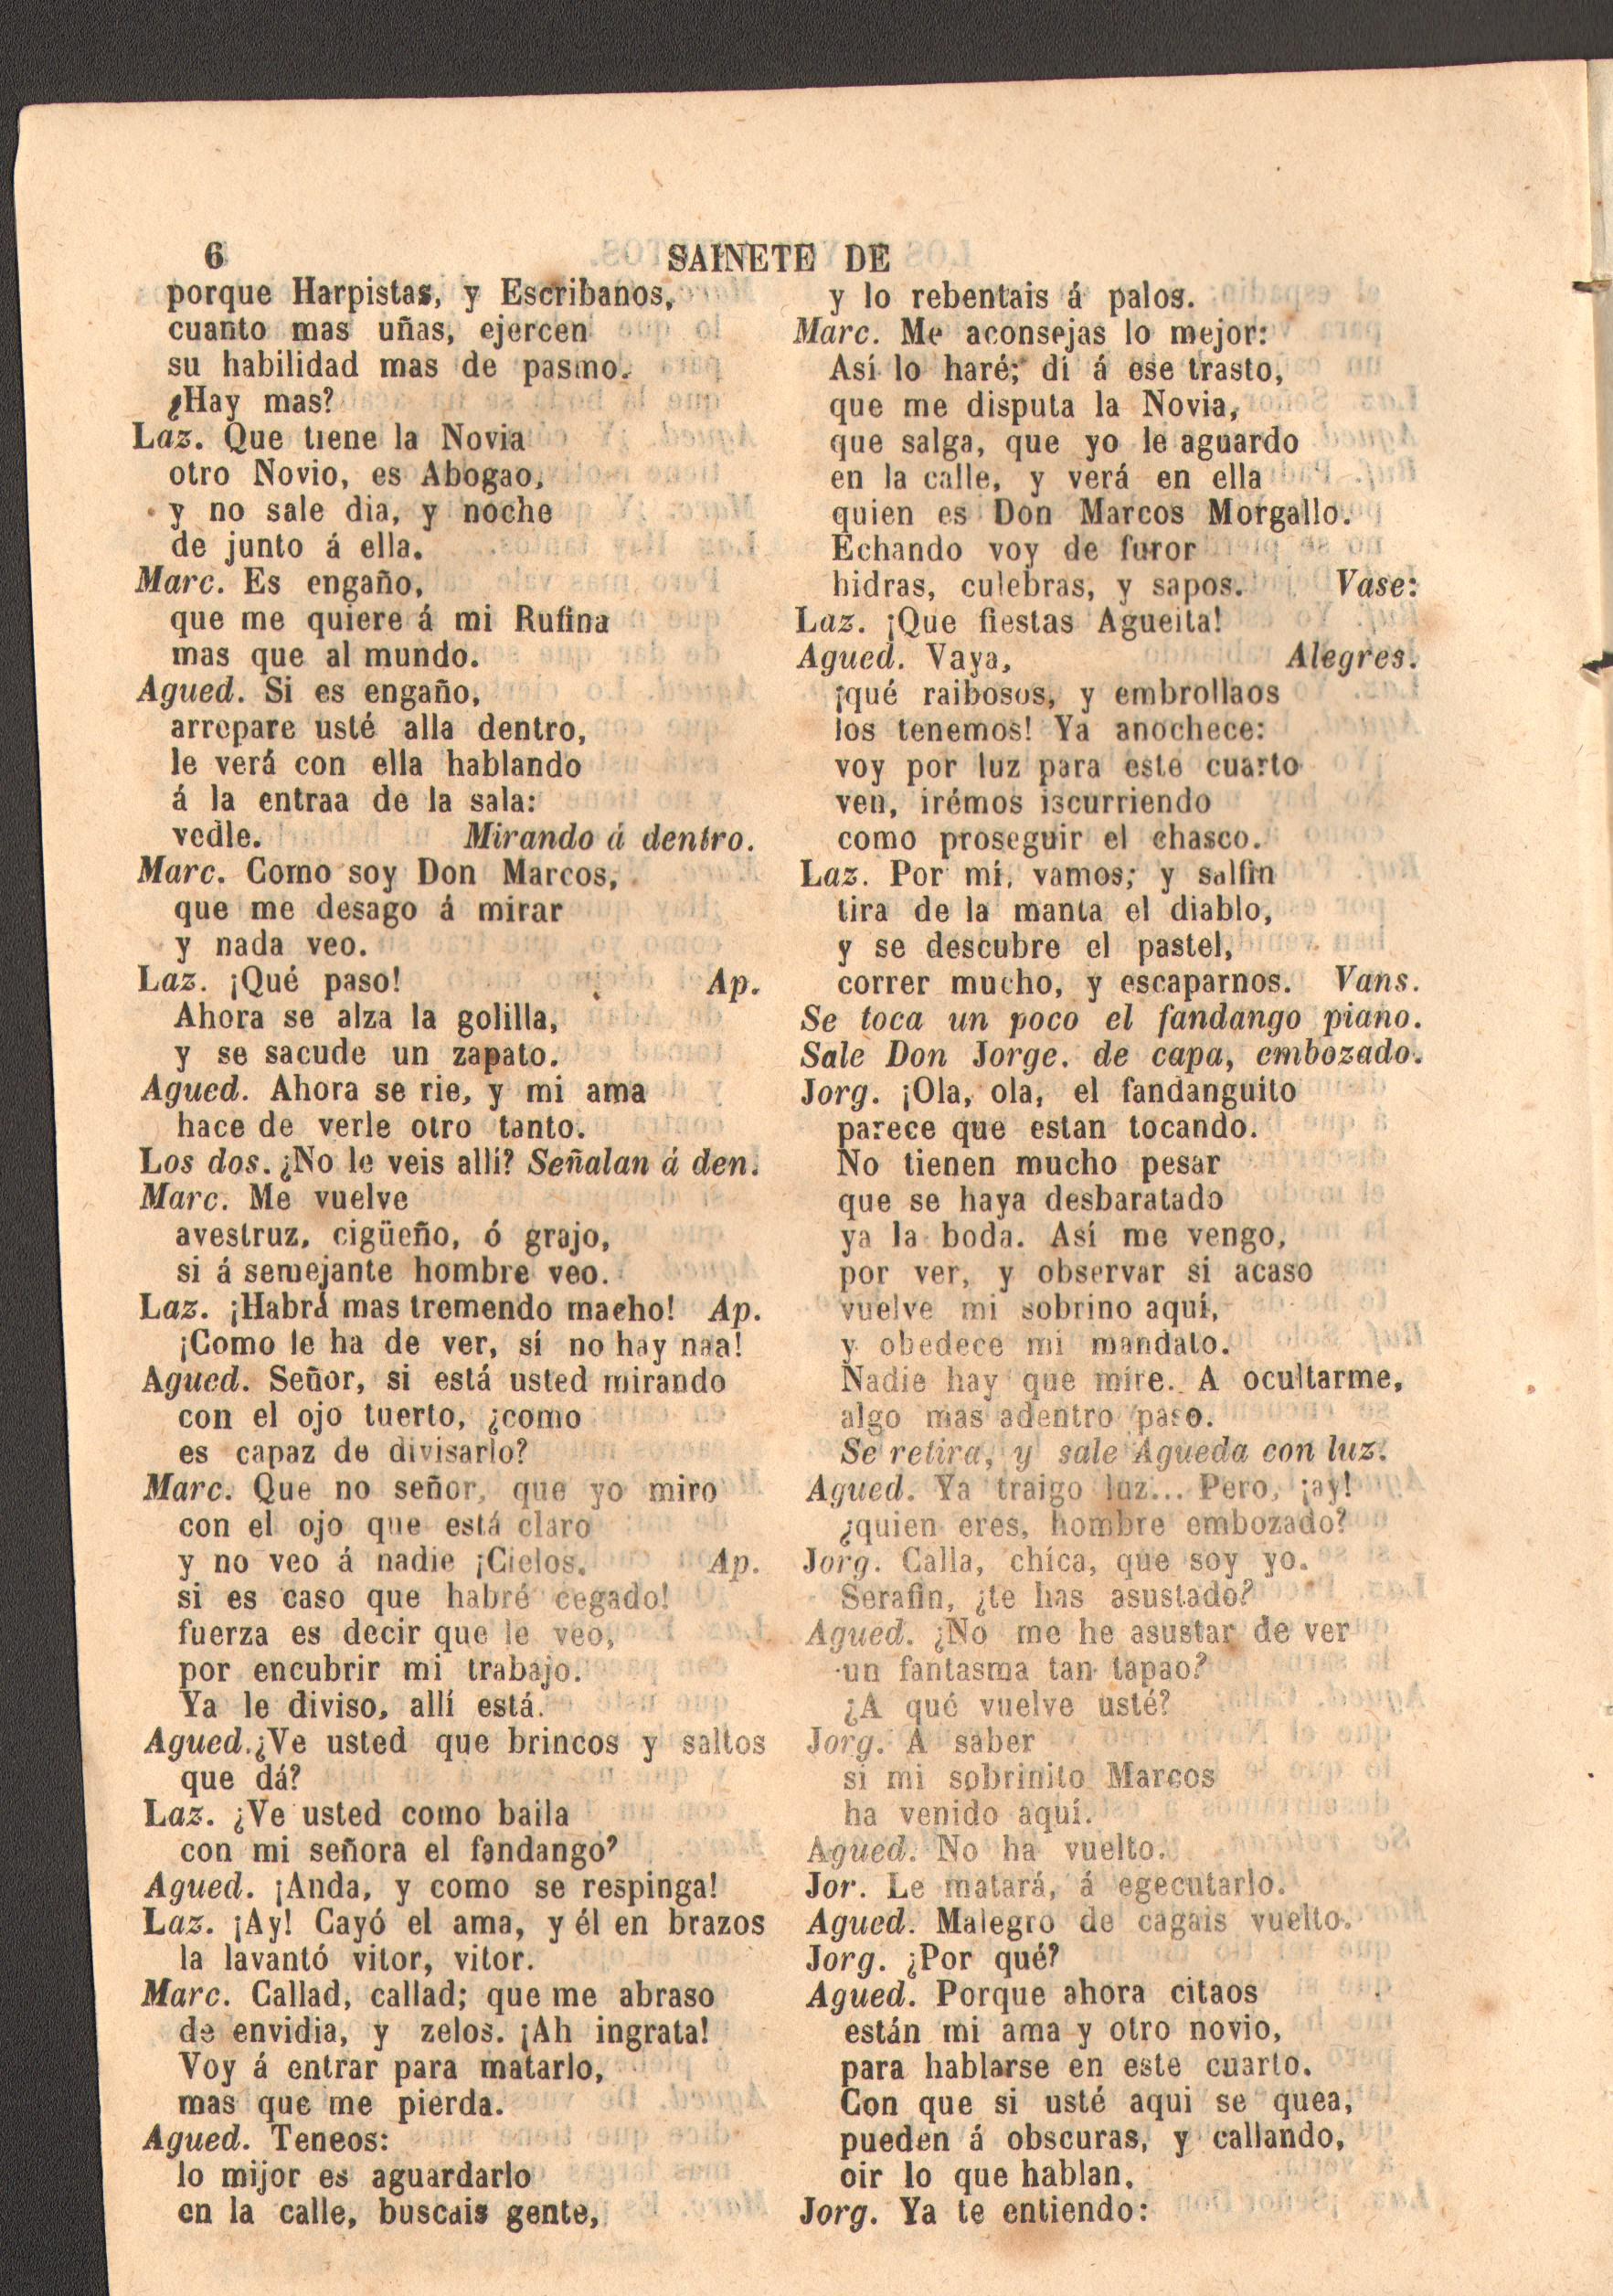 6
SAINETE DE
porque Harpistas, y Escribanos,
cuanto mas uñas, ejercen
su habilidad mas de pasmo.
¿Hay mas?
Laz. Que tiene la Novia
otro Novio, es Abogao,
y no sale dia, y noche
de junto á ella.
Marc. Es engaño,
que me quiere á mi Rufina
mas que al mundo.
Agued. Si es engaño,
arrepare usté alla dentro,
le verá con ella hablando
á la entraa de la sala:
vedle. Mirando á dentro.
Marc. Como soy Don Marcos,
que me desago á mirar
y nada veo.
Laz. ¡Qué paso! Ap.
Ahora se alza la golilla,
y se sacude un zapato.
Agued. Ahora se rie, y mi ama
hace de verle otro tanto.
Los dos. ¿No le veis allí? Señalan á den.
Marc. Me vuelve
avestruz, cigüeño, ó grajo,
si á semejante hombre veo.
Laz. ¡Habrá mas tremendo macho! Ap.
¡Como le ha de ver, sí no hay naa!
Agued. Señor, si está usted mirando
con el ojo tuerto, ¿como
es capaz de divisarlo?
Marc. Que no señor, que yo miro
con el ojo que está claro
y no veo á nadie ¡Cielos. Ap.
si es caso que habré cegado!
fuerza es decir que le veo,
por encubrir mi trabajo.
Ya le diviso, allí está.
Agued. ¿Ve usted que brincos y saltos
que dá?
Laz. ¿Ve usted como baila
con mi señora el fandango?
Agued. ¡Anda, y como se respinga!
Laz. ¡Ay! Cayó el ama, y él en brazos
la lavantó vitor, vitor.
Marc. Callad, callad; que me abraso
de envidia, y zelos. ¡Ah ingrata!
Voy á entrar para matarlo,
mas que me pierda.
Agued. Teneos:
lo mijor es aguardarlo
en la calle, buscais gente,
y lo rebentais á palos.
Marc. Me aconsejas lo mejor:
Así lo haré; dí á ese trasto,
que me disputa la Novia,
que salga, que yo le aguardo
en la calle, y verá en ella
quien es Don Marcos Morgallo.
Echando voy de furor
hidras, culebras, y sapos. Vase:
Laz. ¡Que fiestas Agueita!
Agued. Vaya, Alegres.
¡qué raibosos, y embrollaos
los tenemos! Ya anochece:
voy por luz para este cuarto
ven, irémos iscurriendo
como proseguir el chasco.
Laz. Por mí, vamos; y salfin
tira de la manta el diablo,
y se descubre el pastel,
correr mucho, y escaparnos. Vans.
Se toca un poco el fandango piano.
Sale Don Jorge. de capa, embozado.
Jorg. ¡Ola, ola, el fandanguito
parece que estan tocando.
No tienen mucho pesar
que se haya desbaratado
ya la boda. Así me vengo,
por ver, y observar si acaso
vuelve mi sobrino aquí,
y obedece mi mandato.
Nadie hay que mire. A ocultarme,
algo mas adentro paso.
Se retira, y sale Agueda con luz.
Agued. Ya traigo luz... Pero, ¡ay!
¿quien eres, hombre embozado?
Jorg. Calla, chica, que soy yo.
Serafin, ¿te has asustado?
Agued. ¿No me he asustar de ver
un fantasma tan tapao?
¿A qué vuelve usté?
Jorg. A saber
si mi sobrinito Marcos
ha venido aquí.
Agued. No ha vuelto.
Jor. Le matará, á egecutarlo.
Agued. Malegro de cagais vuelto.
Jorg. ¿Por qué?
Agued. Porque ahora citaos
están mi ama y otro novio,
para hablarse en este cuarto.
Con que si usté aqui se quea,
pueden á obscuras, y callando,
oir lo que hablan.
Jorg. Ya te entiendo: